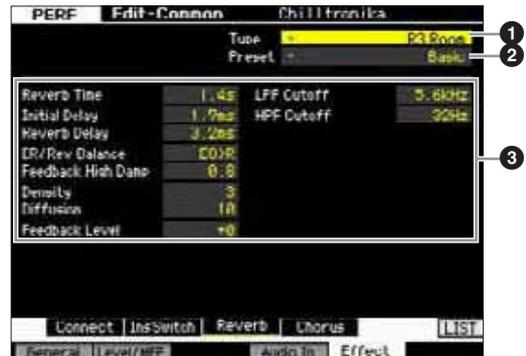 PERF Edit-Common Chilltronika
Type R3 Room 1
Preset Basic 2
Reverb Time 1.4s LPF Cutoff 5.6kHz
Initial Delay 1.7ms HPF Cutoff 32Hz
Reverb Delay 3.2ms
ER/Rev Balance
Feedback High Damp 0.8
3
Density 3
Diffusion 10
Feedback Level +0
Connect InsSwitch Reverb Chorus LIST
General Level/MEF Audio In Effect